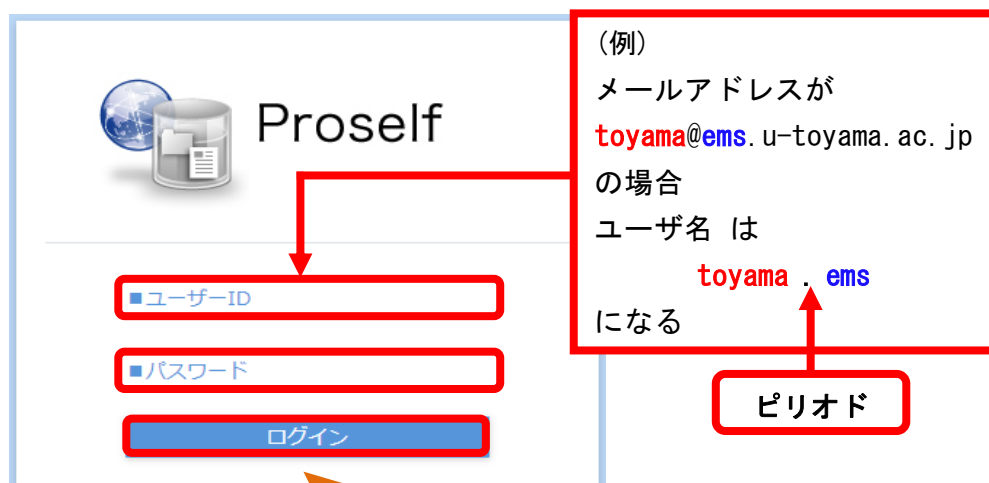 Proself
■ユーザーID
■パスワード
ログイン
(例)
メールアドレスが
toyama@ems.u-toyama.ac.jp
の場合
ユーザ名 は
toyama . ems
になる
ピリオド